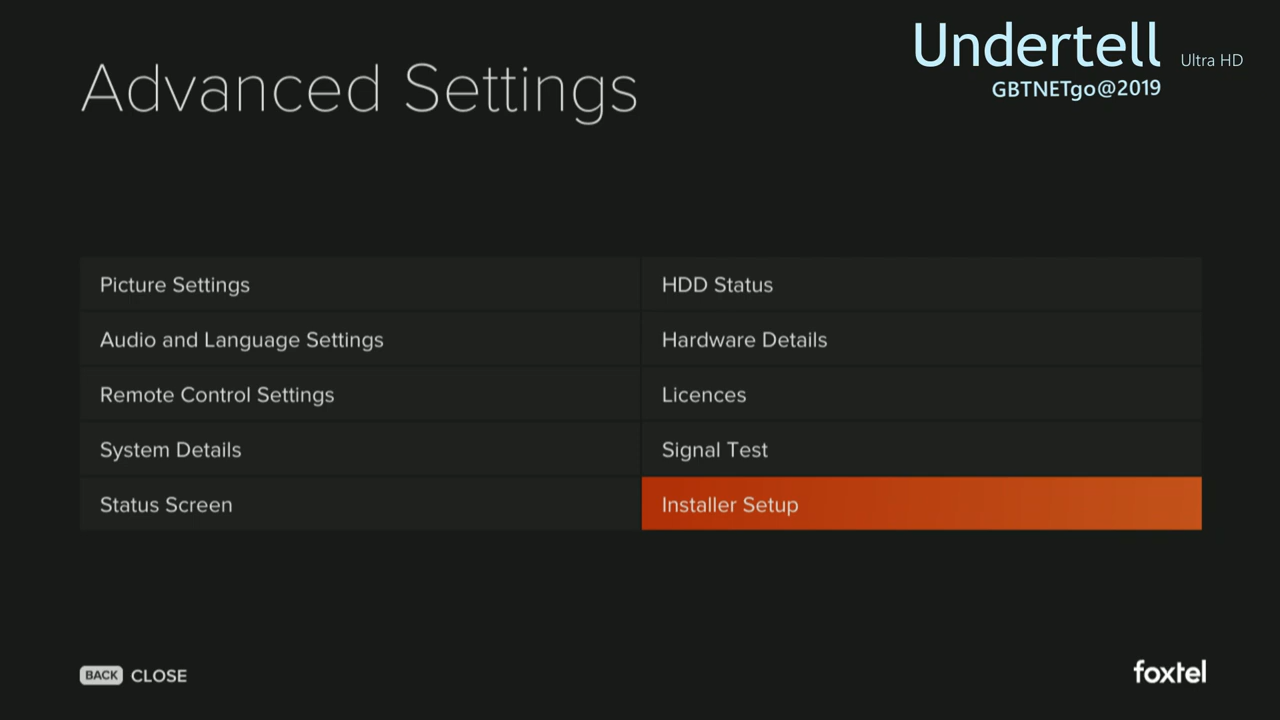 Undertell Ultra HD
GBTNETgo@2019
Advanced Settings
Picture Settings
HDD Status
Audio and Language Settings
Hardware Details
Remote Control Settings
Licences
System Details
Signal Test
Status Screen
Installer Setup
BACK CLOSE
foxtel